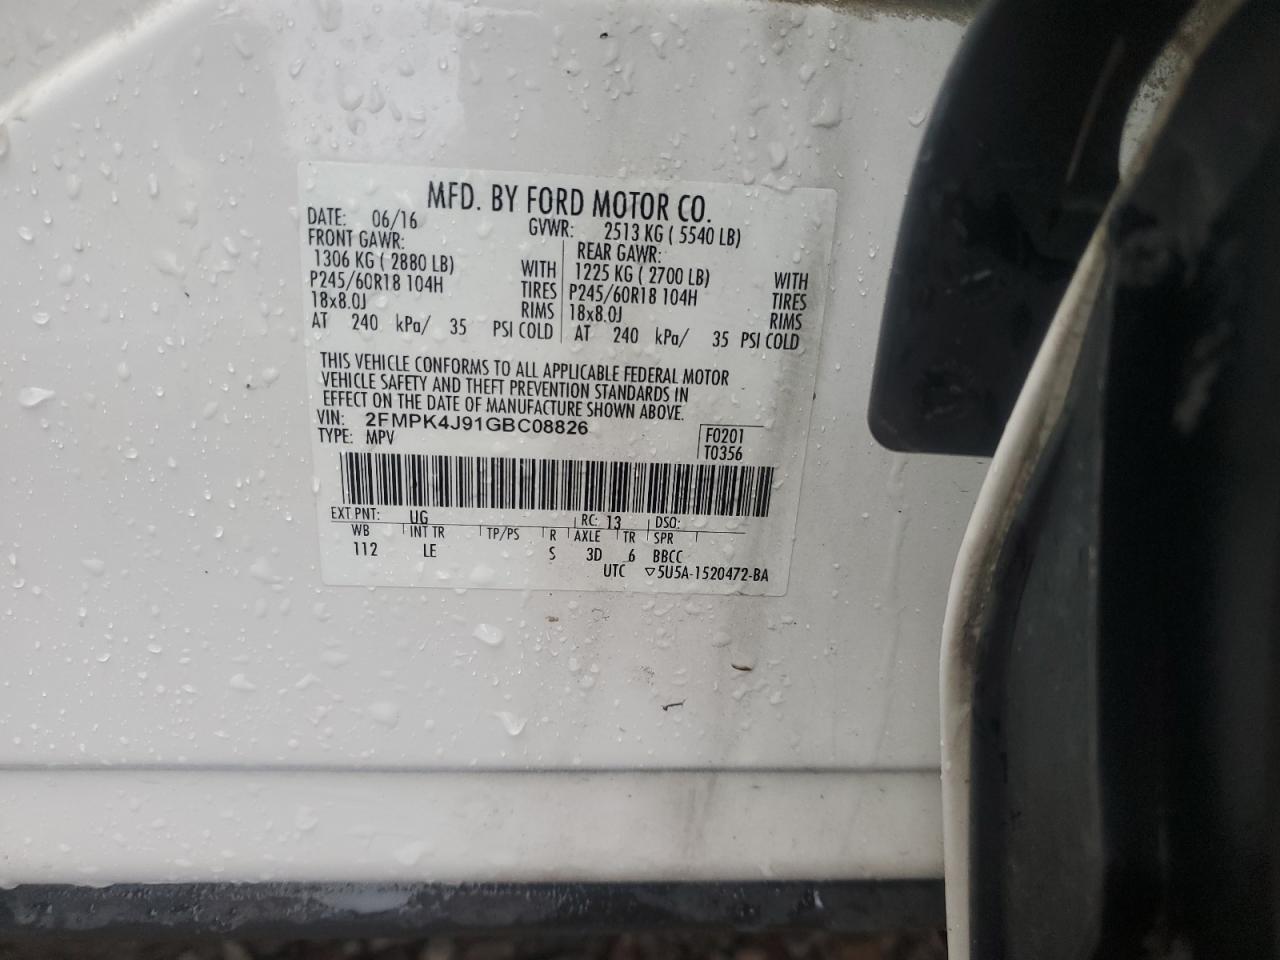 MFD. BY FORD MOTOR CO.
DATE: 06/16 GVWR: 2513 KG ( 5540 LB)
FRONT GAWR: REAR GAWR:
1306 KG ( 2880 LB) WITH 1225 KG ( 2700 LB) WITH
P245/60R18 104H TIRES P245/60R18 104H TIRES
18x8.0J RIMS 18x8.0J RIMS
AT 240 kPa/ 35 PSI COLD AT 240 kPa/ 35 PSI COLD
THIS VEHICLE CONFORMS TO ALL APPLICABLE FEDERAL MOTOR
VEHICLE SAFETY AND THEFT PREVENTION STANDARDS IN
EFFECT ON THE DATE OF MANUFACTURE SHOWN ABOVE.
VIN: 2FMPK4J91GBC08826
TYPE: MPV F0201
T0356
EXT PNT: UG RC: 13 DSO:
WB INT TR TP/PS R AXLE TR SPR
112 LE S 3D 6 BBCC
UTC ▽5U5A-1520472-BA